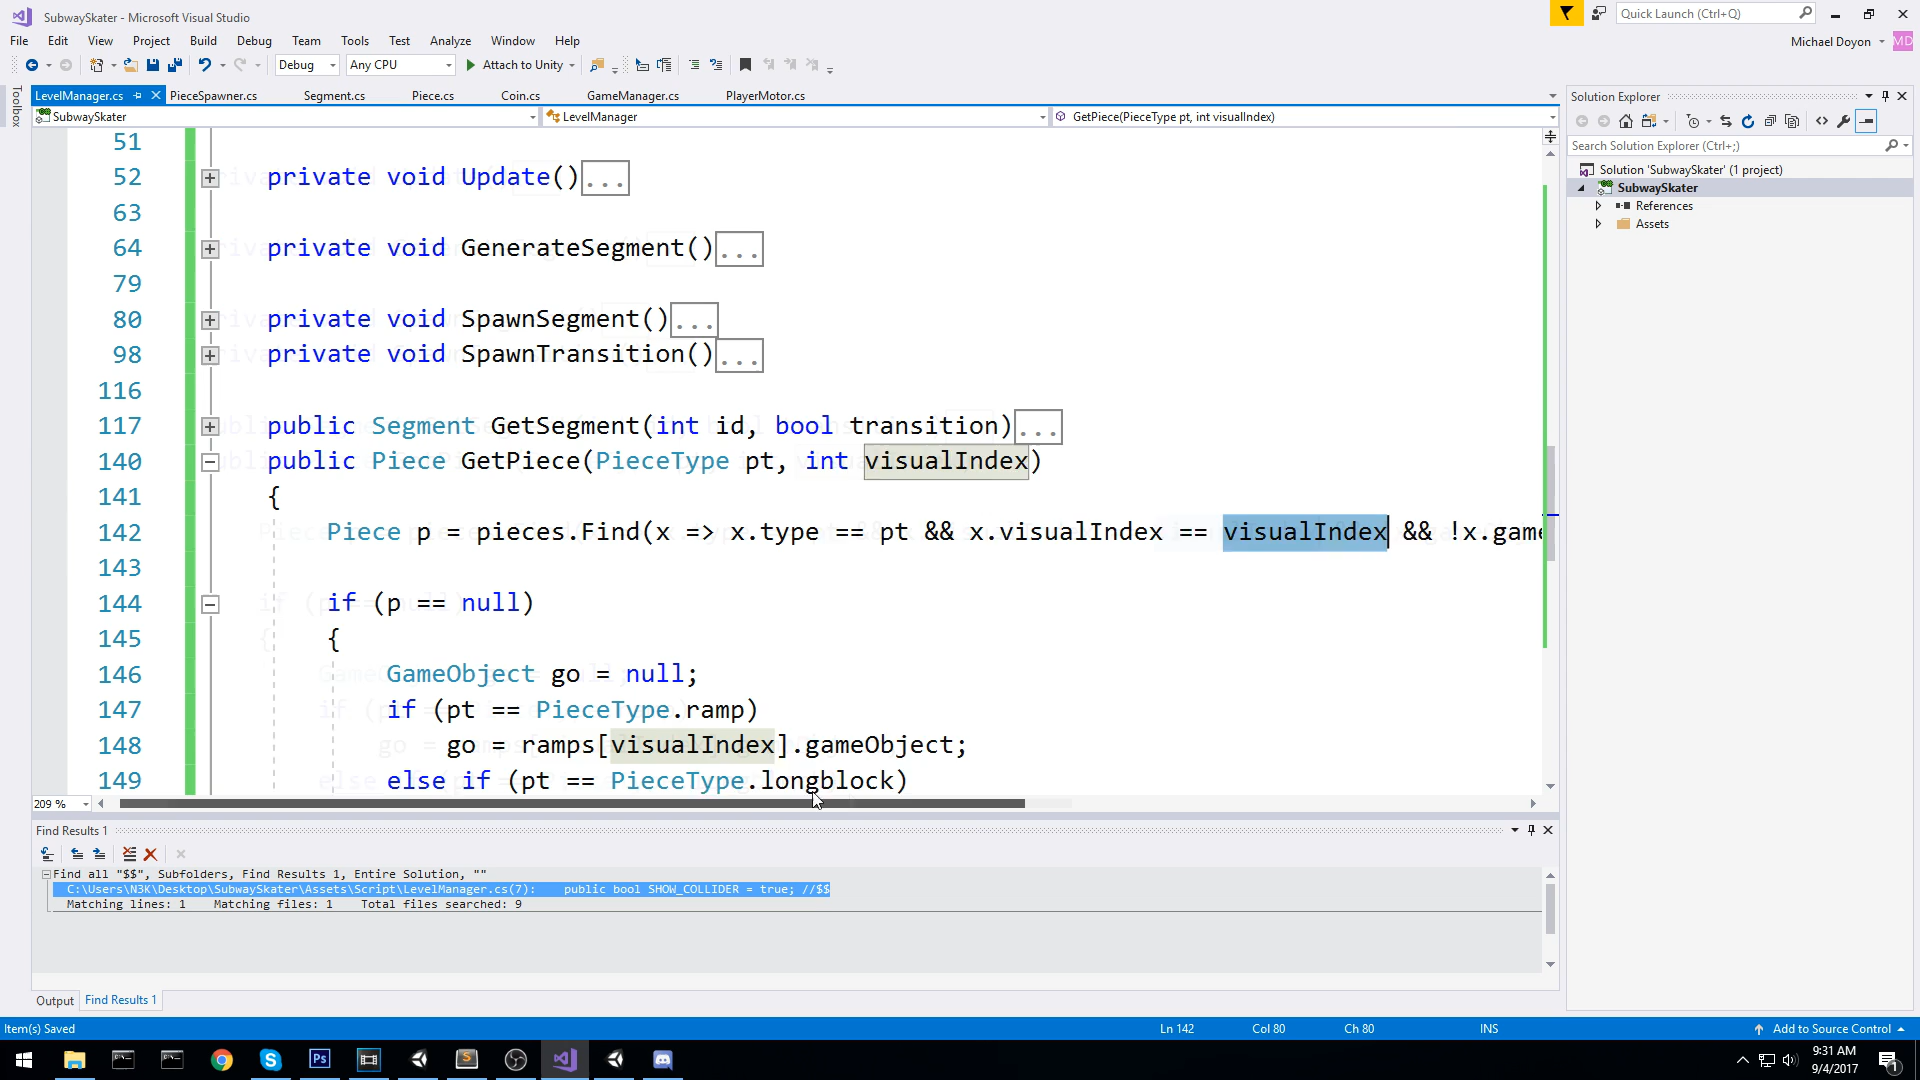 SubwaySkater - Microsoft Visual Studio
Quick Launch (Ctrl+Q)
File Edit View Project Build Debug Team Tools Test Analyze Window Help
Michael Doyon MD
Debug Any CPU Attach to Unity
Toolbox
LevelManager.cs PieceSpawner.cs Segment.cs Piece.cs Coin.cs GameManager.cs PlayerMotor.cs
SubwaySkater LevelManager GetPiece(PieceType pt, int visualIndex)
51
52 private void Update()...
63
64 private void GenerateSegment()...
79
80 private void SpawnSegment()...
98 private void SpawnTransition()...
116
117 public Segment GetSegment(int id, bool transition)...
140 public Piece GetPiece(PieceType pt, int visualIndex)
141 {
142 Piece p = pieces.Find(x => x.type == pt && x.visualIndex == visualIndex && !x.game
143
144 if (p == null)
145 {
146 GameObject go = null;
147 if (pt == PieceType.ramp)
148 go = ramps[visualIndex].gameObject;
149 else if (pt == PieceType.longblock)
209 %
Find Results 1
Find all "$$", Subfolders, Find Results 1, Entire Solution, ""
C:\Users\N3K\Desktop\SubwaySkater\Assets\Script\LevelManager.cs(7): public bool SHOW_COLLIDER = true; //$$
Matching lines: 1 Matching files: 1 Total files searched: 9
Output Find Results 1
Solution Explorer
Search Solution Explorer (Ctrl+;)
Solution 'SubwaySkater' (1 project)
SubwaySkater
References
Assets
Item(s) Saved Ln 142 Col 80 Ch 80 INS Add to Source Control
9:31 AM
9/4/2017
1